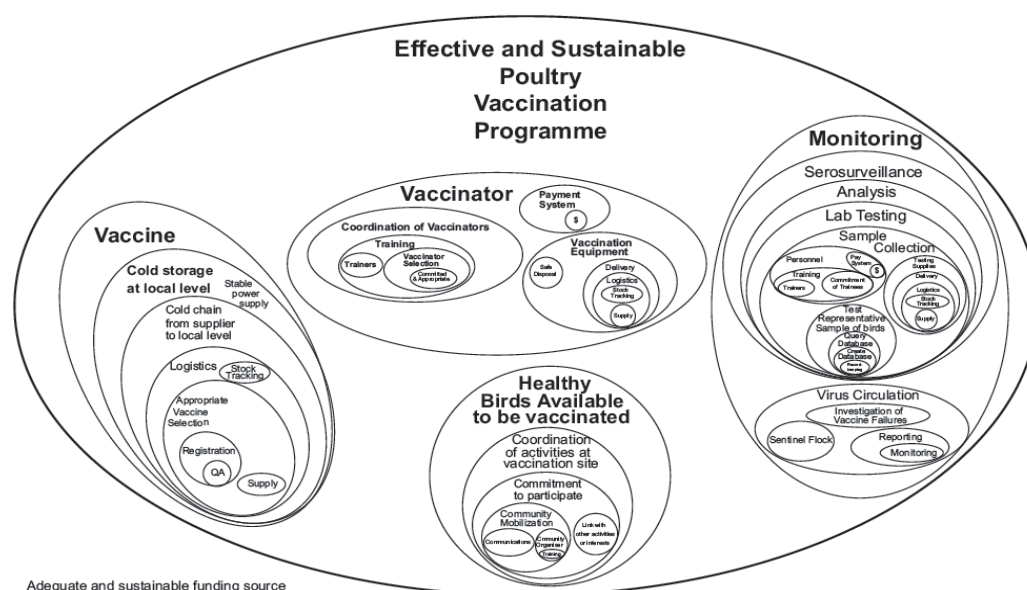 Effective and Sustainable
Poultry
Vaccination
Programme
Vaccine
Cold storage
at local level
Stable
power
supply
Cold chain
from supplier
to local level
Logistics
Stock
Tracking
Appropriate
Vaccine
Selection
Registration
QA
Supply
Vaccinator
Coordination of Vaccinators
Training
Trainers
Vaccinator
Selection
Committed
& Appropriate
Payment
System
$
Vaccination
Equipment
Safe
Disposal
Delivery
Logistics
Stock
Tracking
Supply
Healthy
Birds Available
to be vaccinated
Coordination
of activities at
vaccination site
Commitment
to participate
Community
Mobilization
Communications
Cmmunity
Organiser
Training
Link with
other activities
or interests
Monitoring
Serosurveillance
Analysis
Lab Testing
Sample
Collection
Personnel
Pay
System
$
Training
Trainers
Commitment
of Trainees
Testing
Supplies
Delivery
Logistics
Stock
Tracking
Supply
Test
Representative
Sample of birds
Query
Database
Create
Database
Record
keeping
Virus Circulation
Investigation of
Vaccine Failures
Sentinel Flock
Reporting
Monitoring
Adequate and sustainable funding source